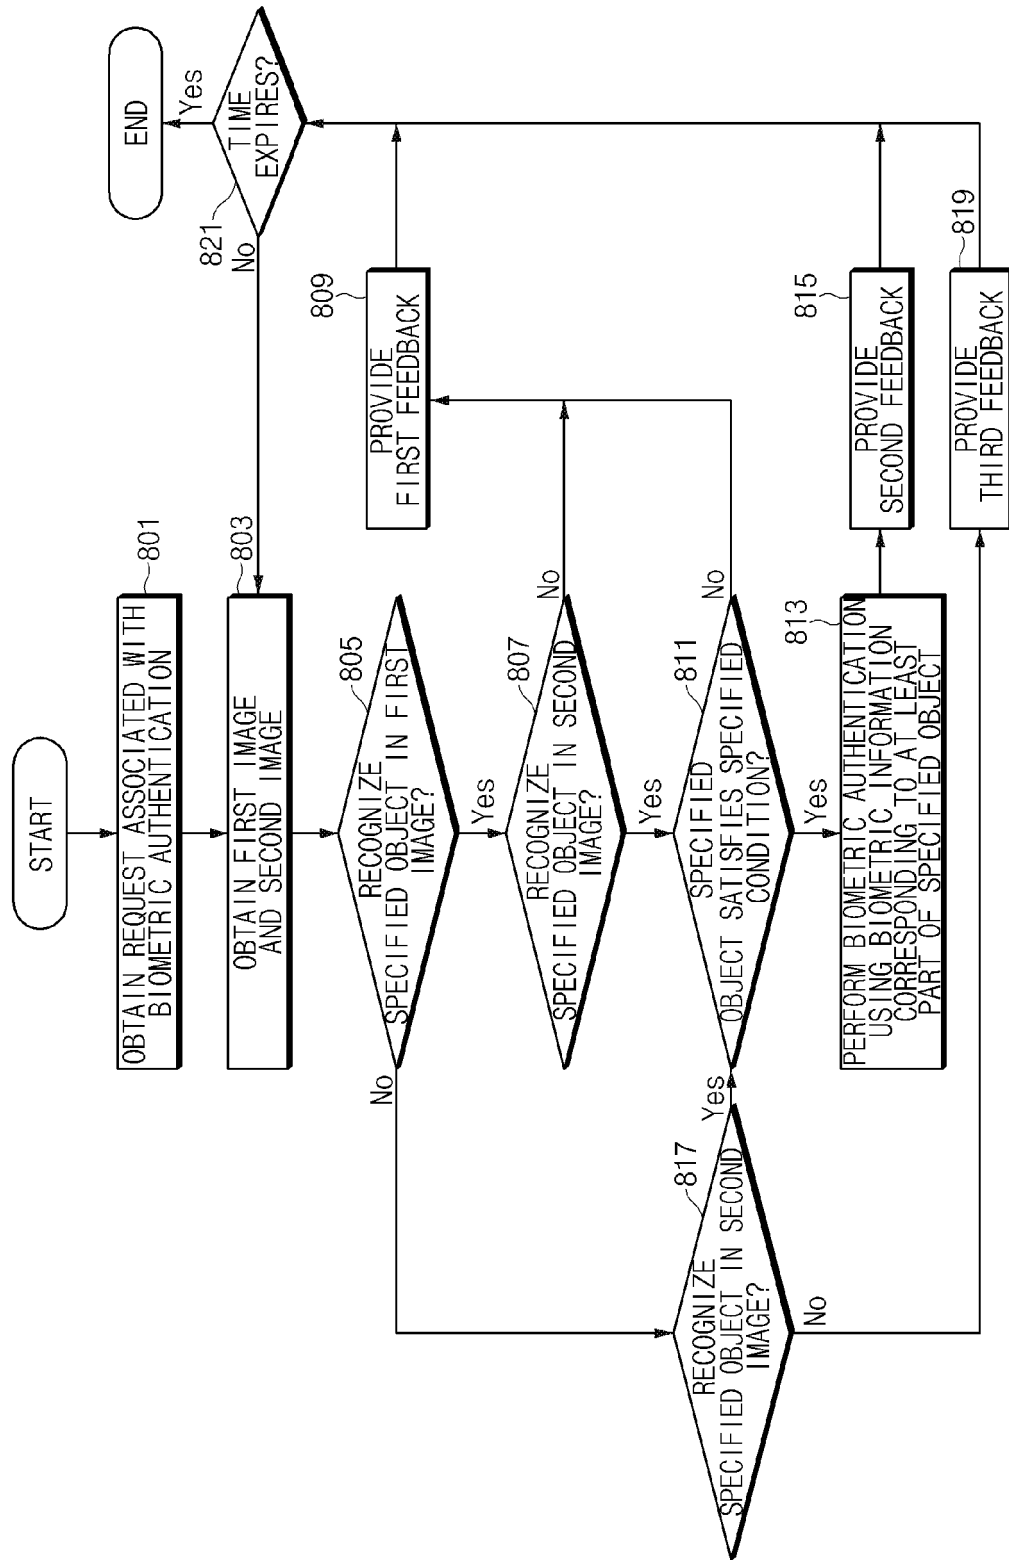 START
OBTAIN REQUEST ASSOCIATED WITH
BIOMETRIC AUTHENTICATION
801
OBTAIN FIRST IMAGE
AND SECOND IMAGE
803
RECOGNIZE
SPECIFIED OBJECT IN FIRST
IMAGE?
805
No
Yes
RECOGNIZE
SPECIFIED OBJECT IN SECOND
IMAGE?
807
No
Yes
PROVIDE
FIRST FEEDBACK
809
SPECIFIED
OBJECT SATISFIES SPECIFIED
CONDITION?
811
No
Yes
PERFORM BIOMETRIC AUTHENTICATION
USING BIOMETRIC INFORMATION
CORRESPONDING TO AT LEAST
PART OF SPECIFIED OBJECT
813
PROVIDE
SECOND FEEDBACK
815
RECOGNIZE
SPECIFIED OBJECT IN SECOND
IMAGE?
817
Yes
No
PROVIDE
THIRD FEEDBACK
819
TIME
EXPIRES?
821
No
Yes
END